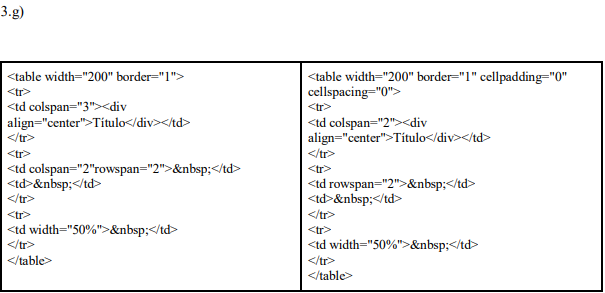 3.g)
<table width="200" border="1">
<tr>
<td colspan="3"><div
align="center">Título</div></td>
</tr>
<tr>
<td colspan="2"rowspan="2">&nbsp;</td>
<td>&nbsp;</td>
</tr>
<tr>
<td width="50%">&nbsp;</td>
</tr>
</table>
<table width="200" border="1" cellpadding="0"
cellspacing="0">
<tr>
<td colspan="2"><div
align="center">Título</div></td>
</tr>
<tr>
<td rowspan="2">&nbsp;</td>
<td>&nbsp;</td>
</tr>
<tr>
<td width="50%">&nbsp;</td>
</tr>
</table>